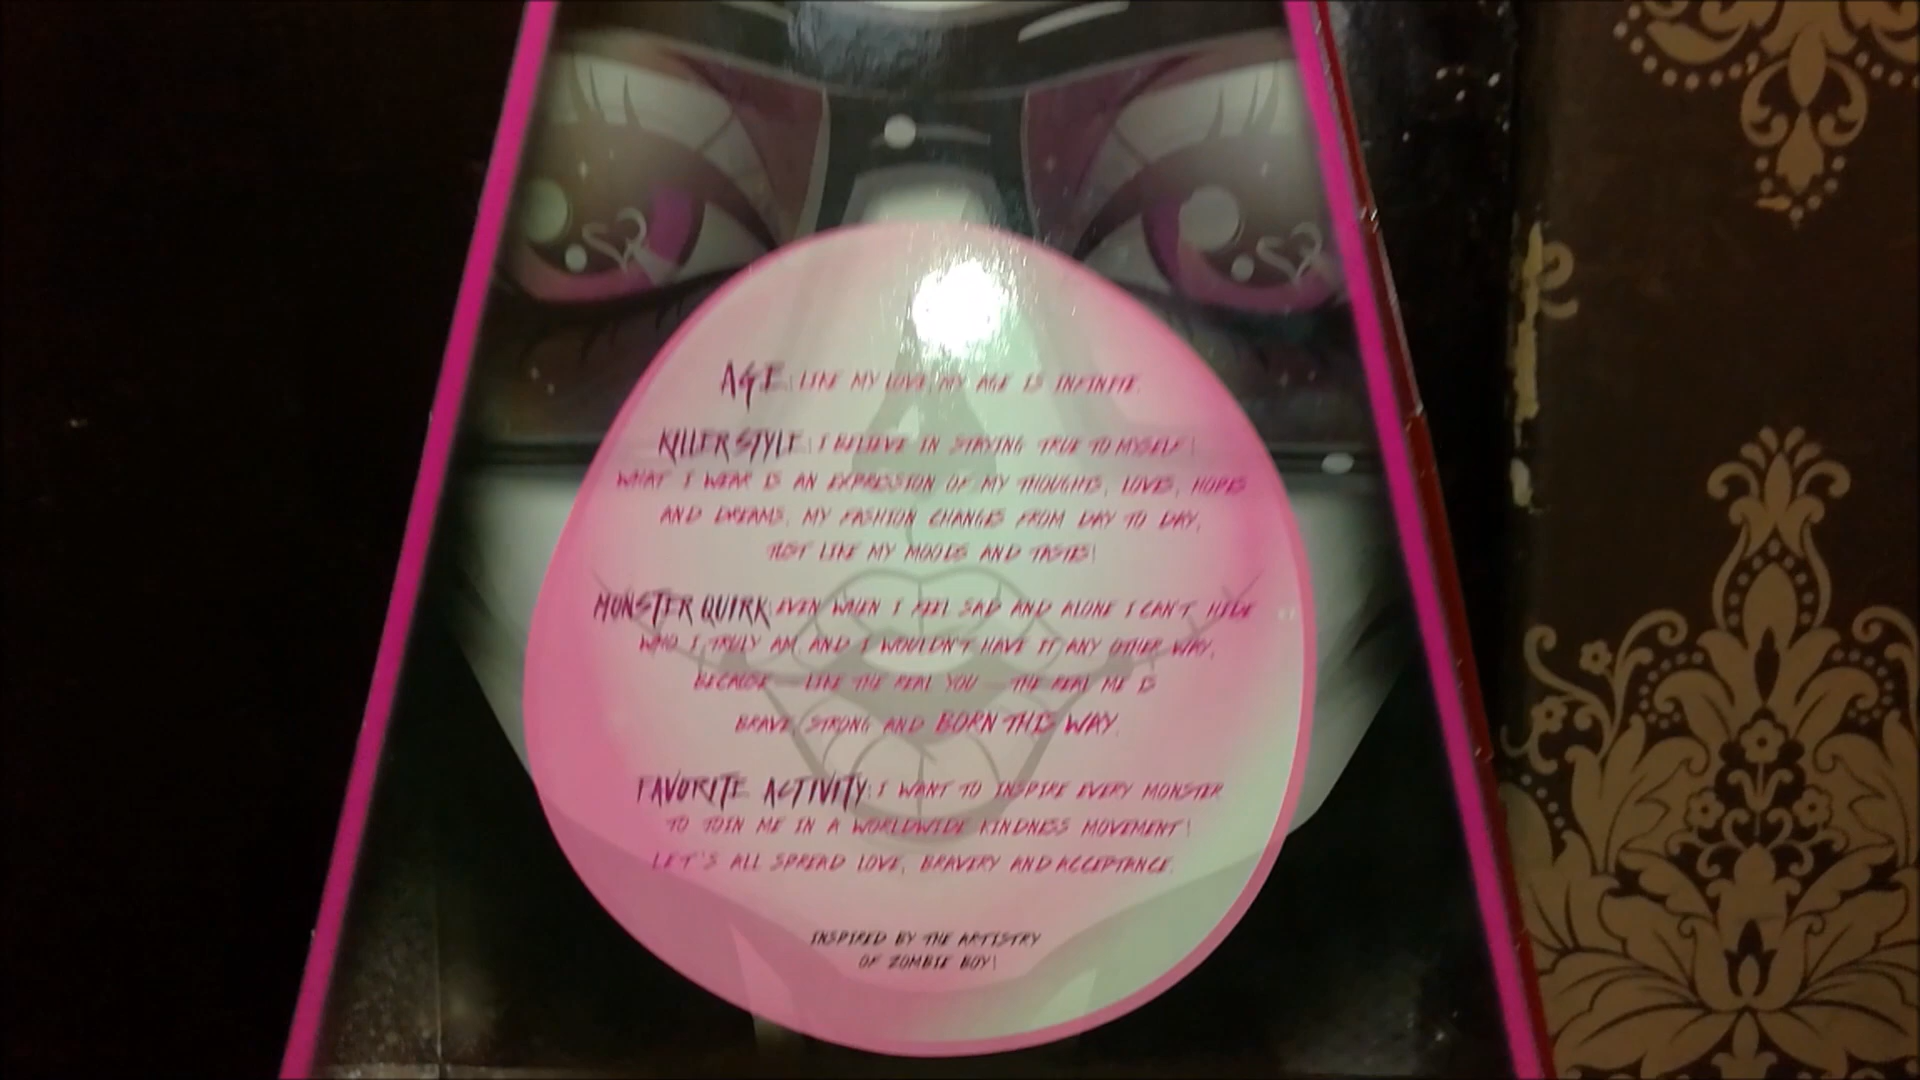 AGE: LIKE MY LOVE, MY AGE IS INFINITE.
KILLER STYLE: I BELIEVE IN STAYING TRUE TO MYSELF!
WHAT I WEAR IS AN EXPRESSION OF MY THOUGHTS, LOVES, HOPES
AND DREAMS. MY FASHION CHANGES FROM DAY TO DAY,
JUST LIKE MY MOODS AND TASTES!
MONSTER QUIRK: EVEN WHEN I FEEL SAD AND ALONE I CAN'T HIDE
WHO I TRULY AM AND I WOULDN'T HAVE IT ANY OTHER WAY,
BECAUSE — LIKE THE REAL YOU — THE REAL ME IS
BRAVE, STRONG AND BORN THIS WAY.
FAVORITE ACTIVITY: I WANT TO INSPIRE EVERY MONSTER
TO JOIN ME IN A WORLDWIDE KINDNESS MOVEMENT!
LET'S ALL SPREAD LOVE, BRAVERY AND ACCEPTANCE.
INSPIRED BY THE ARTISTRY
OF ZOMBIE BOY!